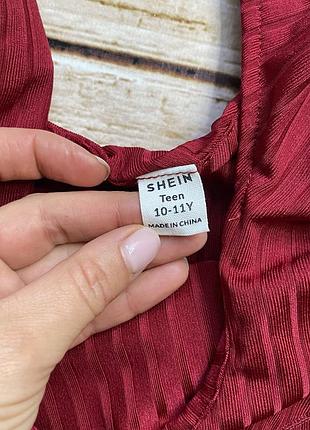 SHEIN
Teen
10-11Y
MADE IN CHINA